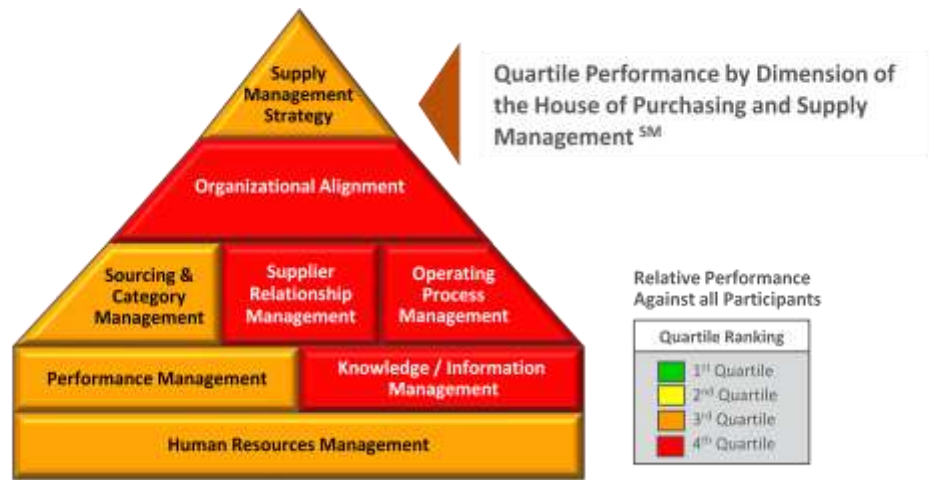 Supply
Management
Strategy
Quartile Performance by Dimension of
the House of Purchasing and Supply
Management SM
Organizational Alignment
Sourcing &
Category
Management
Supplier
Relationship
Management
Operating
Process
Management
Relative Performance
Against all Participants
Quartile Ranking
1st Quartile
2nd Quartile
3rd Quartile
4th Quartile
Performance Management
Knowledge / Information
Management
Human Resources Management